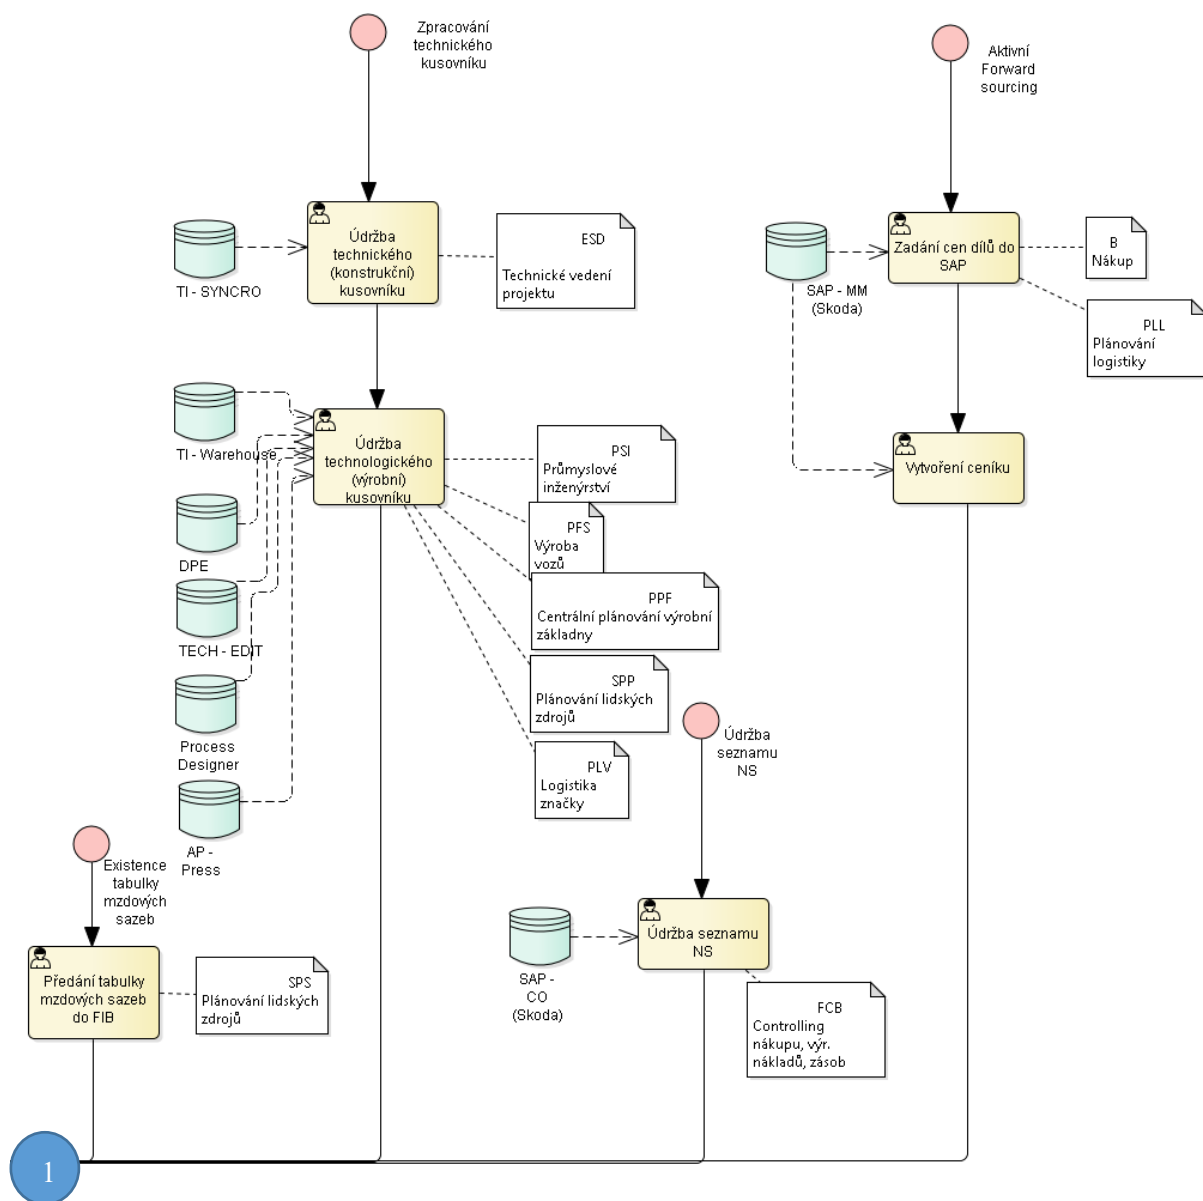 Zpracování
technického
kusovníku
Aktivní
Forward
sourcing
Údržba
technického
(konstrukční)
kusovníku
TI - SYNCRO
ESD
Technické vedení
projektu
Zadání cen dílů do
SAP
SAP - MM
(Skoda)
B
Nákup
PLL
Plánování
logistiky
Údržba
technologického
(výrobní)
kusovníku
TI - Warehouse
PSI
Průmyslové
inženýrství
Vytvoření ceníku
DPE
PFS
Výroba
vozů
TECH - EDIT
PPF
Centrální plánování výrobní
základny
SPP
Plánování lidských
zdrojů
Process
Designer
Údržba
seznamu
NS
PLV
Logistika
značky
AP -
Press
Existence
tabulky
mzdových
sazeb
Údržba seznamu
NS
SAP -
CO
(Skoda)
Předání tabulky
mzdových sazeb
do FIB
SPS
Plánování lidských
zdrojů
FCB
Controlling
nákupu, výr.
nákladů, zásob
1